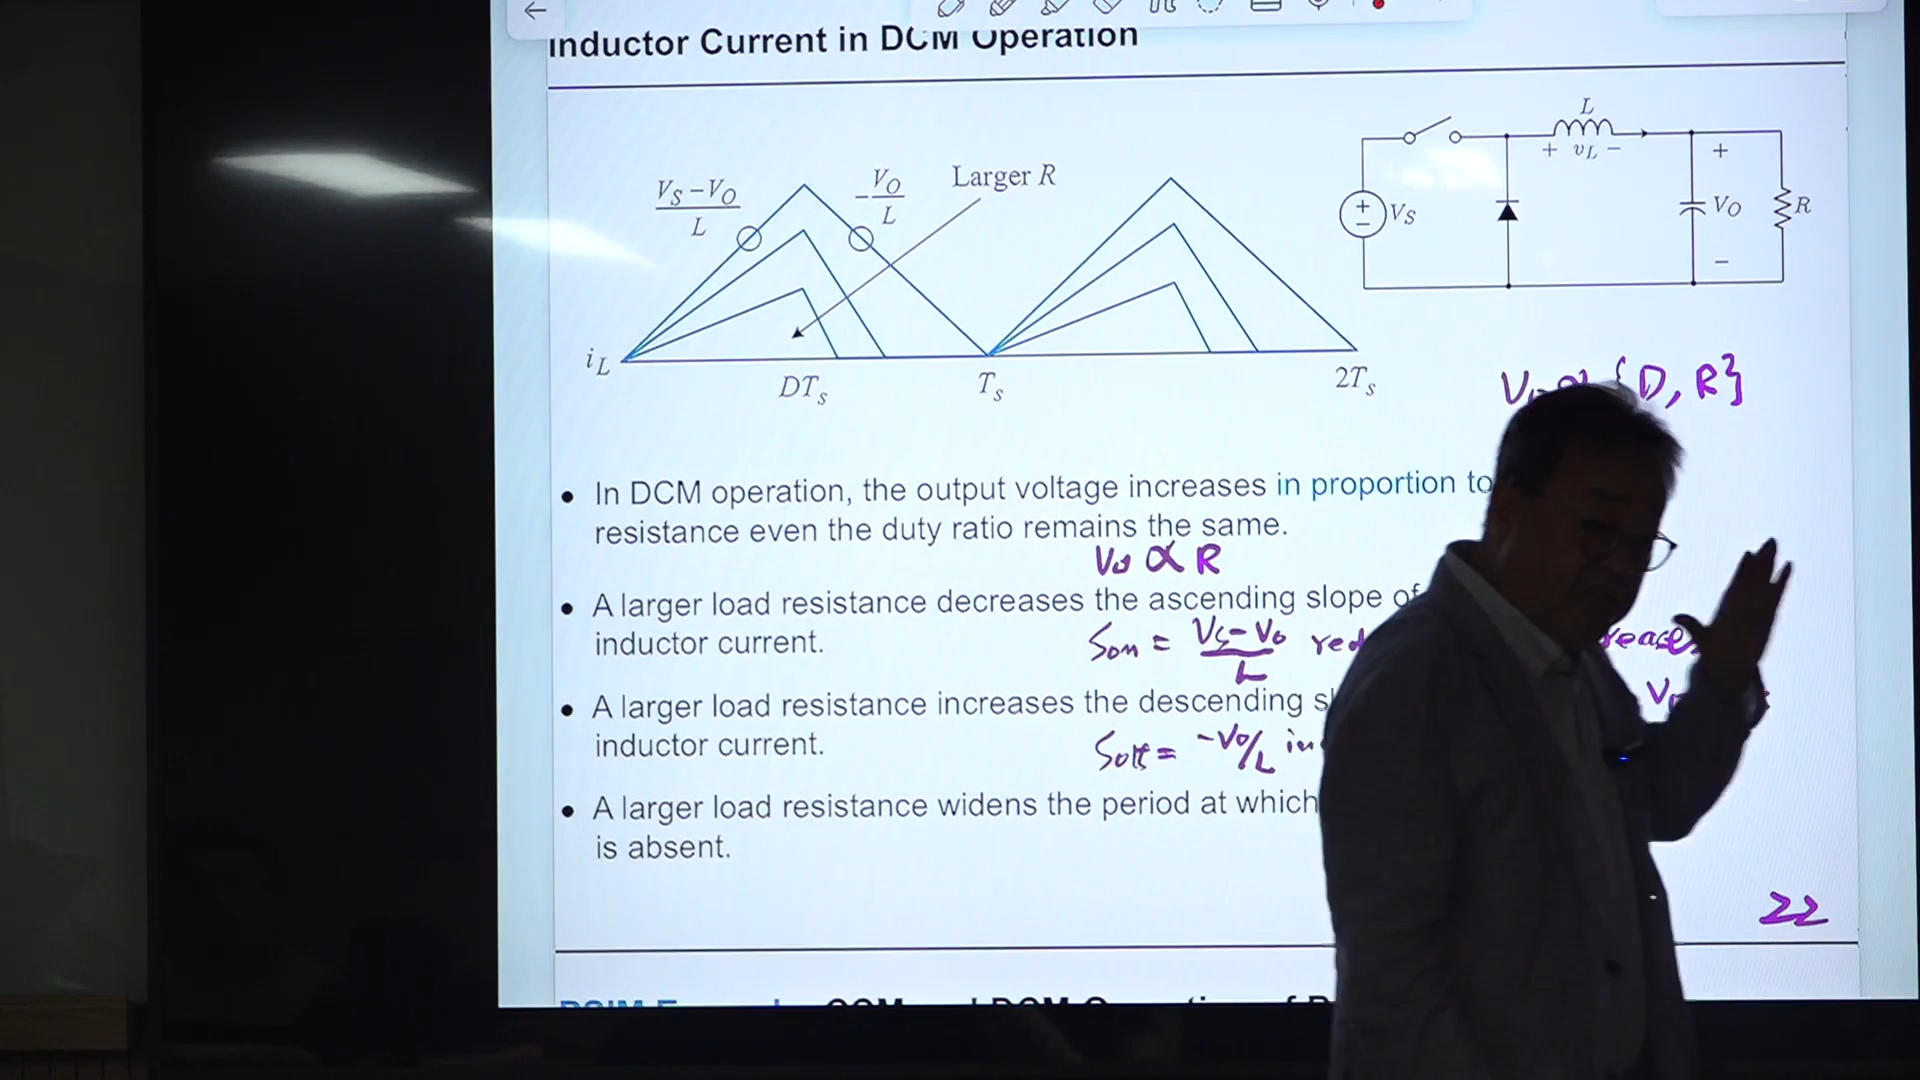 Inductor Current in DCM Operation
L
+ vL −
VS − VO
L
−VO
L
Larger R
+
−
VS
+
VO
−
R
iL
DTs
Ts
2Ts
{D, R}
• In DCM operation, the output voltage increases in proportion to
resistance even the duty ratio remains the same.
Vo ∝ R
• A larger load resistance decreases the ascending slope of
inductor current.
Son = VS − Vo
L
• A larger load resistance increases the descending
inductor current.
Soff = −Vo/L
• A larger load resistance widens the period at which
is absent.
22